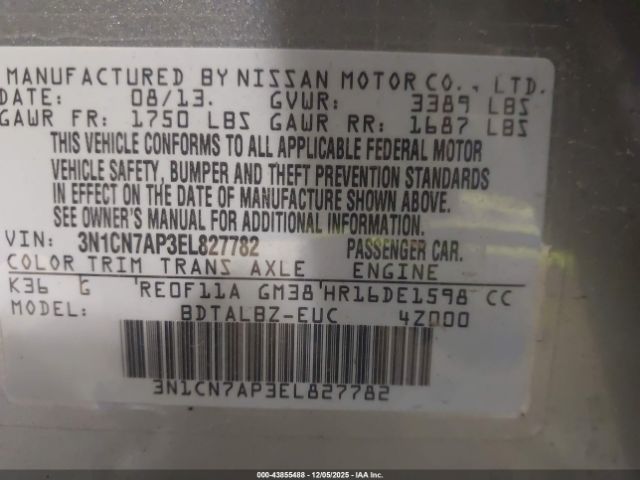 MANUFACTURED BY NISSAN MOTOR CO., LTD.
DATE: 08/13. GVWR: 3389 LBS
GAWR FR: 1750 LBS GAWR RR: 1687 LBS
THIS VEHICLE CONFORMS TO ALL APPLICABLE FEDERAL MOTOR
VEHICLE SAFETY, BUMPER AND THEFT PREVENTION STANDARDS
IN EFFECT ON THE DATE OF MANUFACTURE SHOWN ABOVE.
SEE OWNER'S MANUAL FOR ADDITIONAL INFORMATION.
VIN: 3N1CN7AP3EL827782 PASSENGER CAR.
COLOR TRIM TRANS AXLE ENGINE
K36 G RE0F11A GM38 HR16DE1598 CC
MODEL: BDTALBZ-EUC 4Z000
3N1CN7AP3EL827782
000-43855488 - 12/05/2025 - IAA Inc.